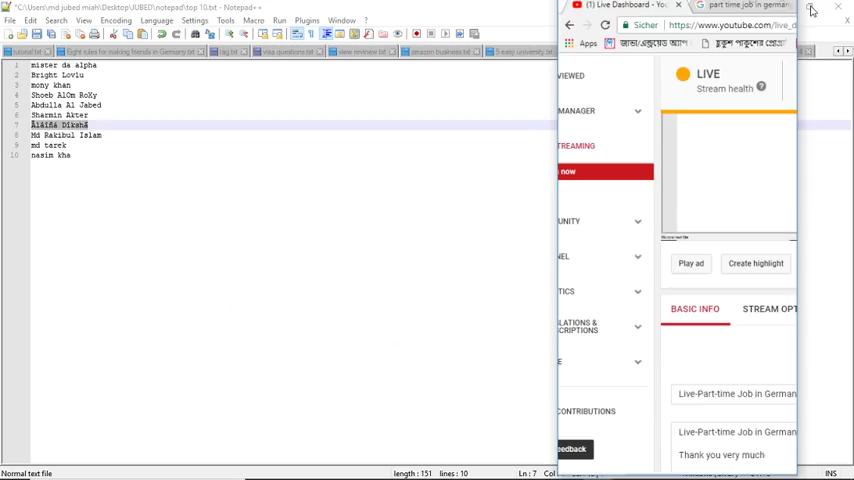 *C:\Users\md jubed miah\Desktop\JUBED\notepad\top 10.txt - Notepad++
File Edit Search View Encoding Language Settings Tools Macro Run Plugins Window ?
tutorial.txt Eight rules for making friends in Germany.txt tag.txt visa questions.txt view revirew.txt amazon business.txt 5 easy university.txt
1 mister da alpha
2 Bright Lovlu
3 mony khan
4 Shoeb AlOm RoXy
5 Abdulla Al Jabed
6 Sharmin Akter
7
8 Md Rakibul Islam
9 md tarek
10 nasim kha
Normal text file length : 151 lines : 10 Ln : 7 Col INS
(1) Live Dashboard - You part time job in german
Sicher https://www.youtube.com/live_d
Apps
VIEWED
MANAGER
TREAMING
now
UNITY
NEL
TICS
LATIONS &
SCRIPTIONS
E
CONTRIBUTIONS
eedback
LIVE
Stream health ?
Play ad Create highlight
BASIC INFO STREAM OPT
Live-Part-time Job in German
Live-Part-time Job in German
Thank you very much